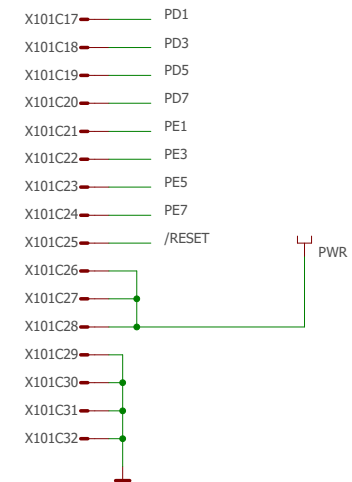 X101C17 PD1
X101C18 PD3
X101C19 PD5
X101C20 PD7
X101C21 PE1
X101C22 PE3
X101C23 PE5
X101C24 PE7
X101C25 /RESET
PWR
X101C26
X101C27
X101C28
X101C29
X101C30
X101C31
X101C32